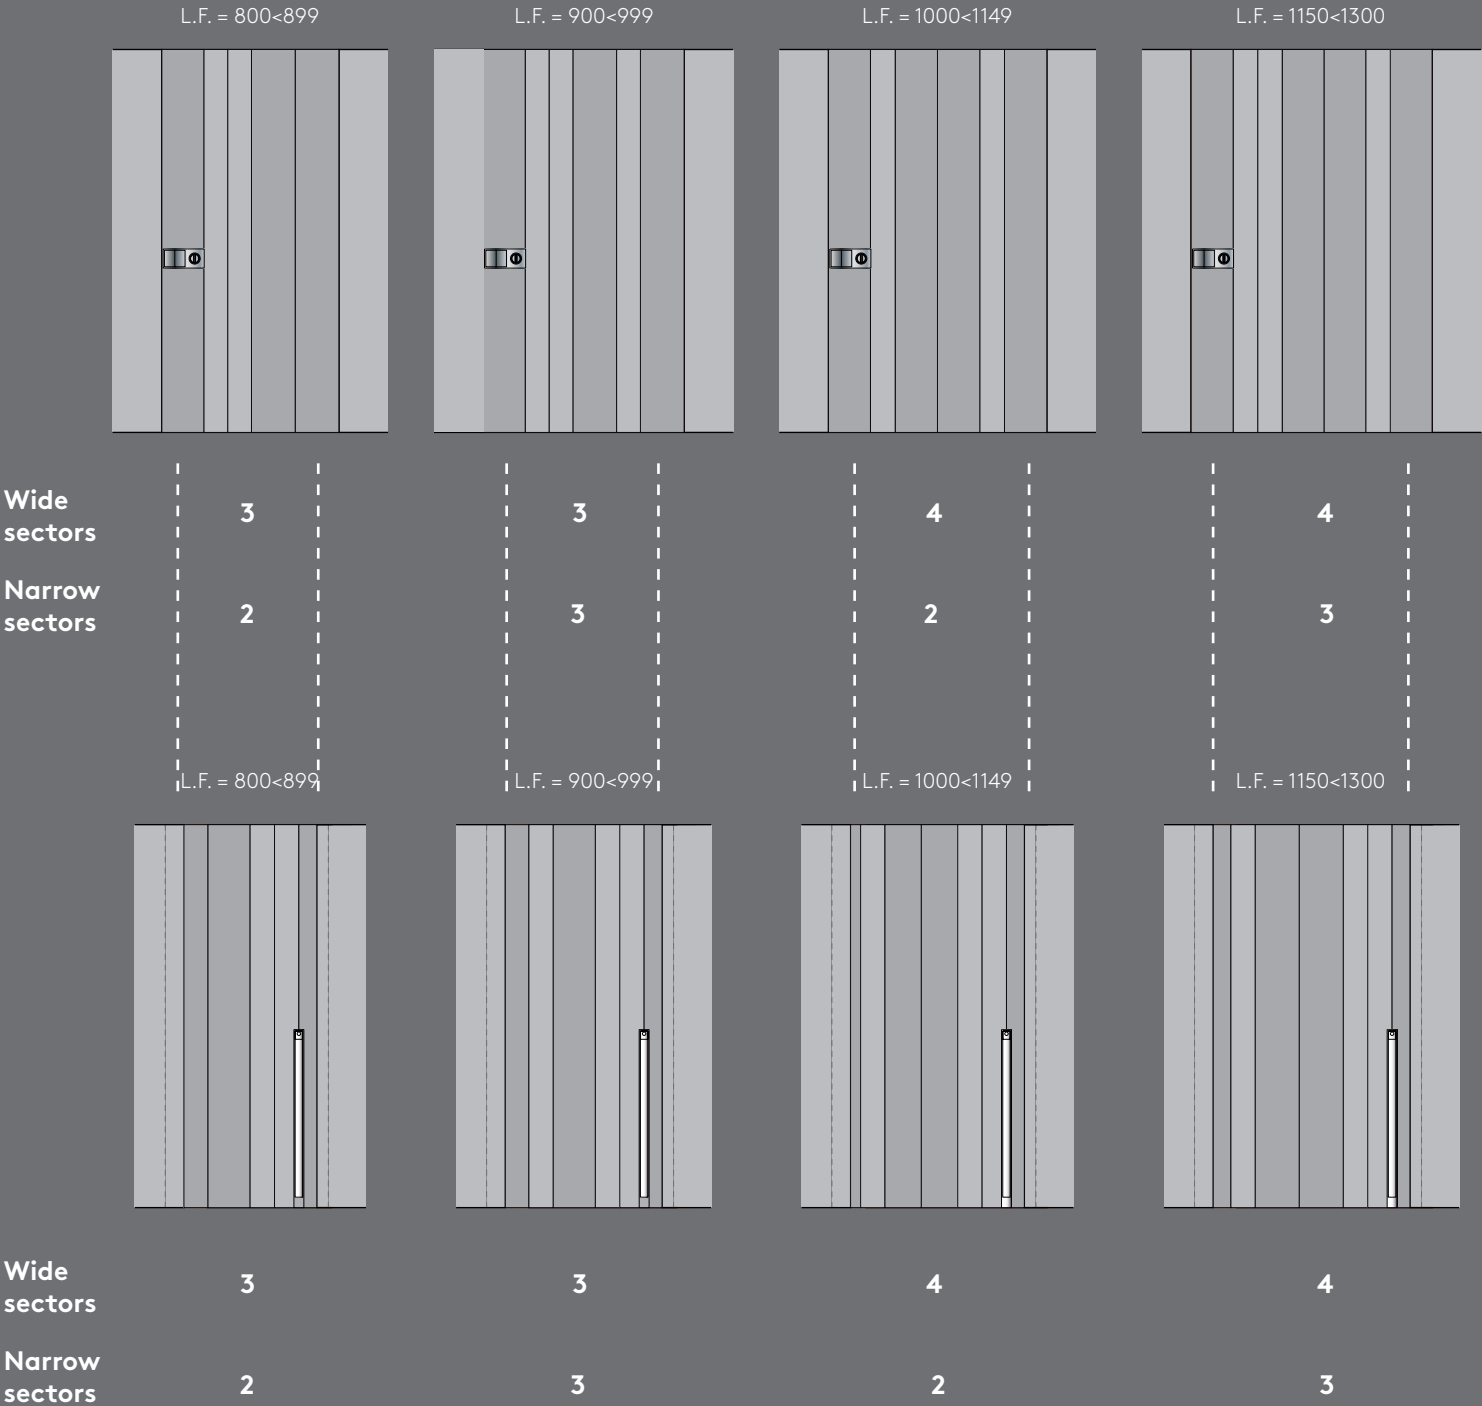 L.F. = 800<899 L.F. = 900<999 L.F. = 1000<1149 L.F. = 1150<1300
Wide
sectors 3 3 4 4
Narrow
sectors 2 3 2 3
L.F. = 800<899 L.F. = 900<999 L.F. = 1000<1149 L.F. = 1150<1300
Wide
sectors 3 3 4 4
Narrow
sectors 2 3 2 3